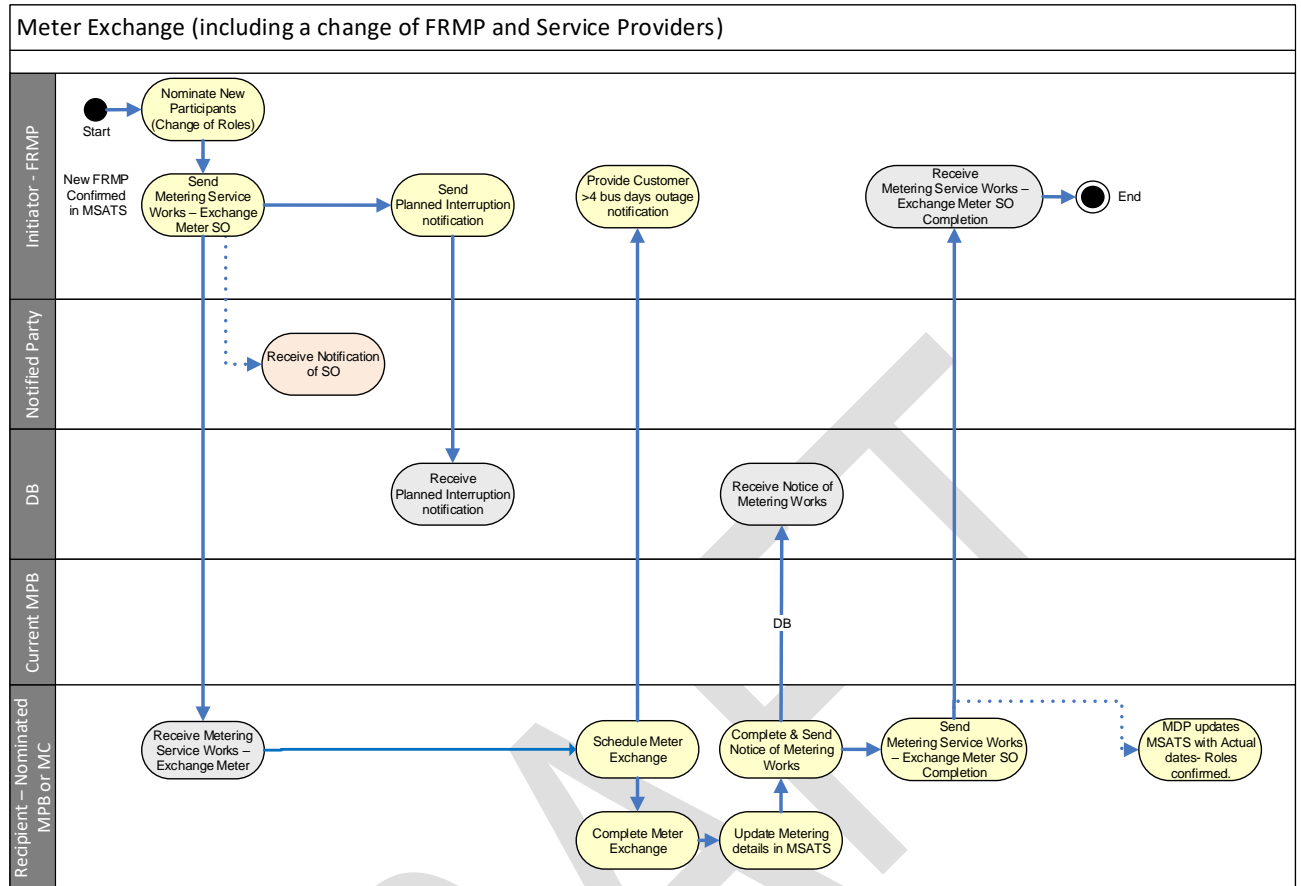 Meter Exchange (including a change of FRMP and Service Providers)
Initiator - FRMP
Start
Nominate New
Participants
(Change of Roles)
New FRMP
Confirmed
in MSATS
Send
Metering Service
Works – Exchange
Meter SO
Send
Planned Interruption
notification
Provide Customer
>4 bus days outage
notification
Receive
Metering Service Works –
Exchange Meter SO
Completion
End
Notified Party
Receive Notification
of SO
DB
Receive
Planned Interruption
notification
Receive Notice of
Metering Works
Current MPB
DB
Recipient – Nominated
MPB or MC
Receive Metering
Service Works –
Exchange Meter
Schedule Meter
Exchange
Complete & Send
Notice of Metering
Works
Send
Metering Service Works
– Exchange Meter SO
Completion
MDP updates
MSATS with Actual
dates- Roles
confirmed.
Complete Meter
Exchange
Update Metering
details in MSATS
DRAFT